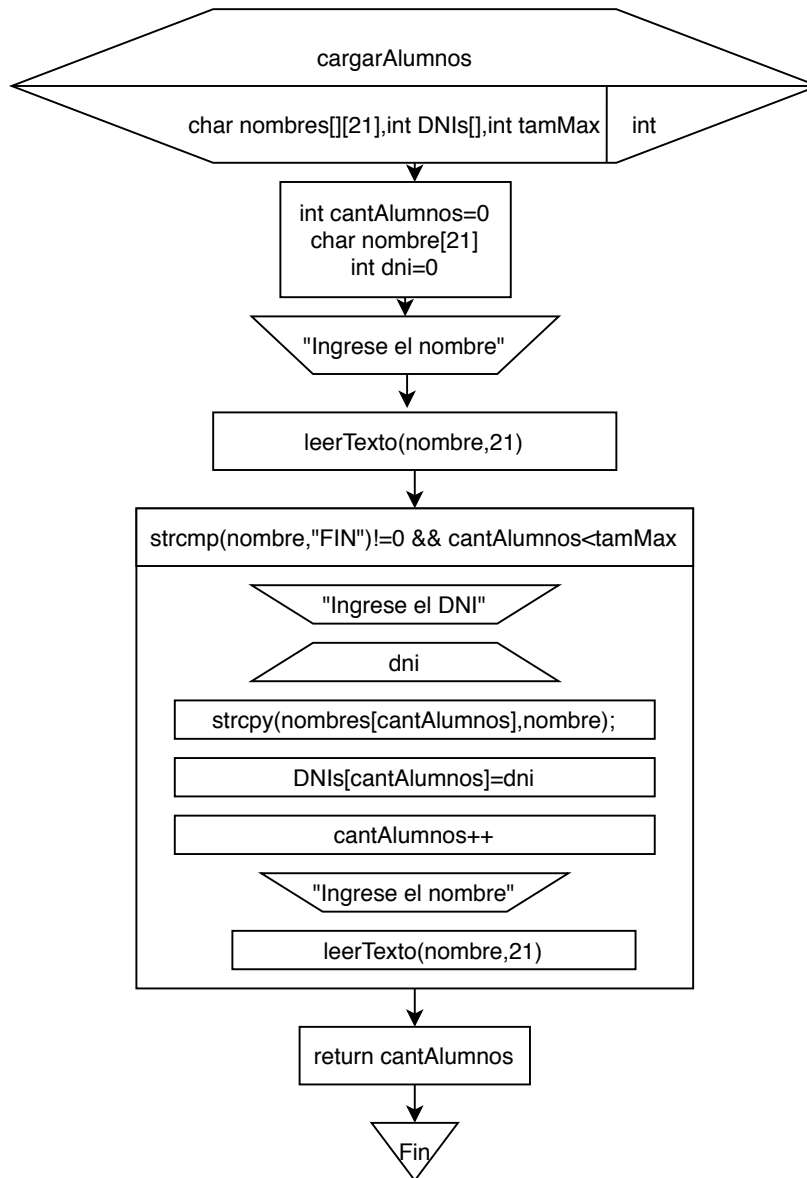 cargarAlumnos
char nombres[][21],int DNIs[],int tamMax
int
int cantAlumnos=0
char nombre[21]
int dni=0
"Ingrese el nombre"
leerTexto(nombre,21)
strcmp(nombre,"FIN")!=0 && cantAlumnos<tamMax
"Ingrese el DNI"
dni
strcpy(nombres[cantAlumnos],nombre);
DNIs[cantAlumnos]=dni
cantAlumnos++
"Ingrese el nombre"
leerTexto(nombre,21)
return cantAlumnos
Fin